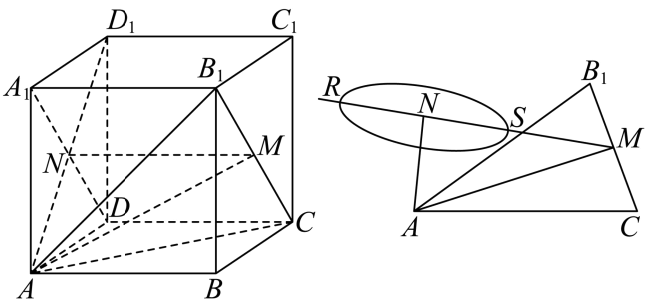 D₁ C₁
A₁ B₁
N M
D C
A B
R N S B₁
M
A C